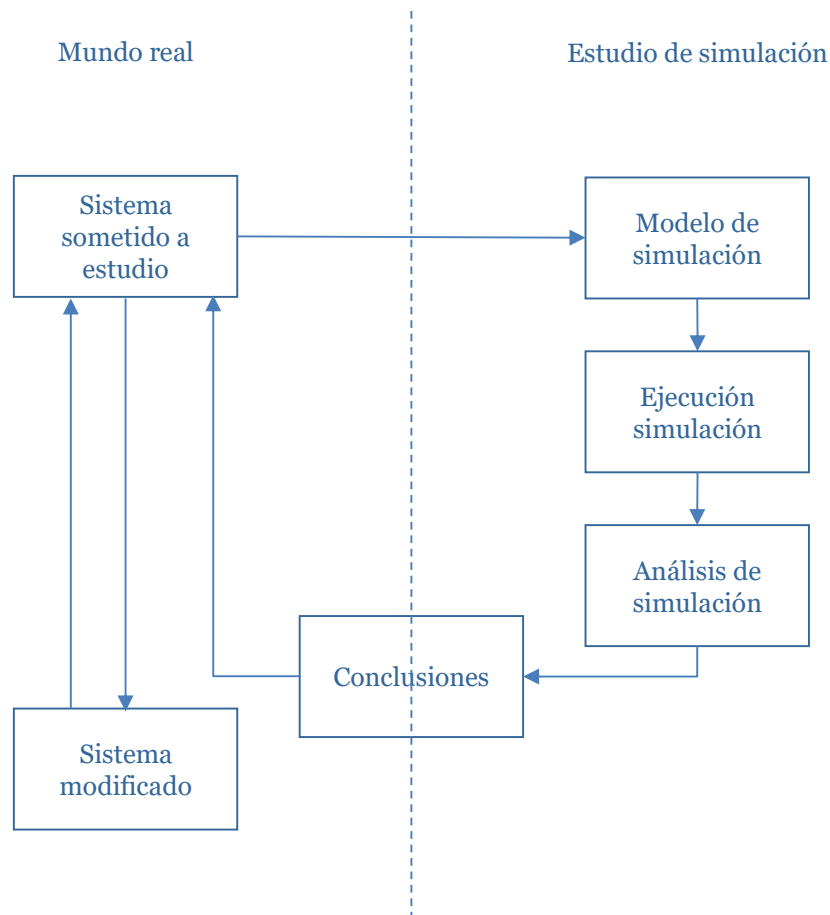 Mundo real
Estudio de simulación
Sistema
sometido a
estudio
Modelo de
simulación
Ejecución
simulación
Análisis de
simulación
Conclusiones
Sistema
modificado